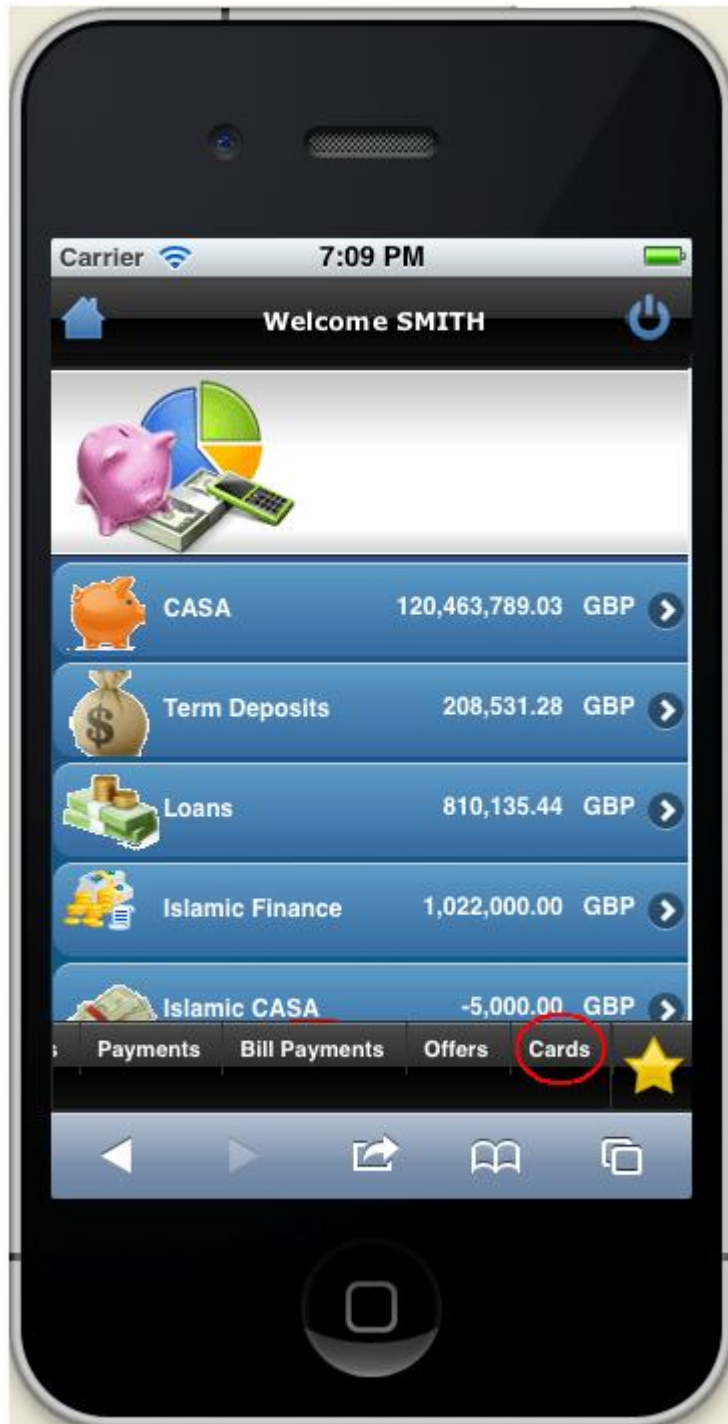 Carrier 7:09 PM
Welcome SMITH
CASA 120,463,789.03 GBP
$
Term Deposits 208,531.28 GBP
Loans 810,135.44 GBP
Islamic Finance 1,022,000.00 GBP
Islamic CASA -5,000.00 GBP
s Payments Bill Payments Offers Cards